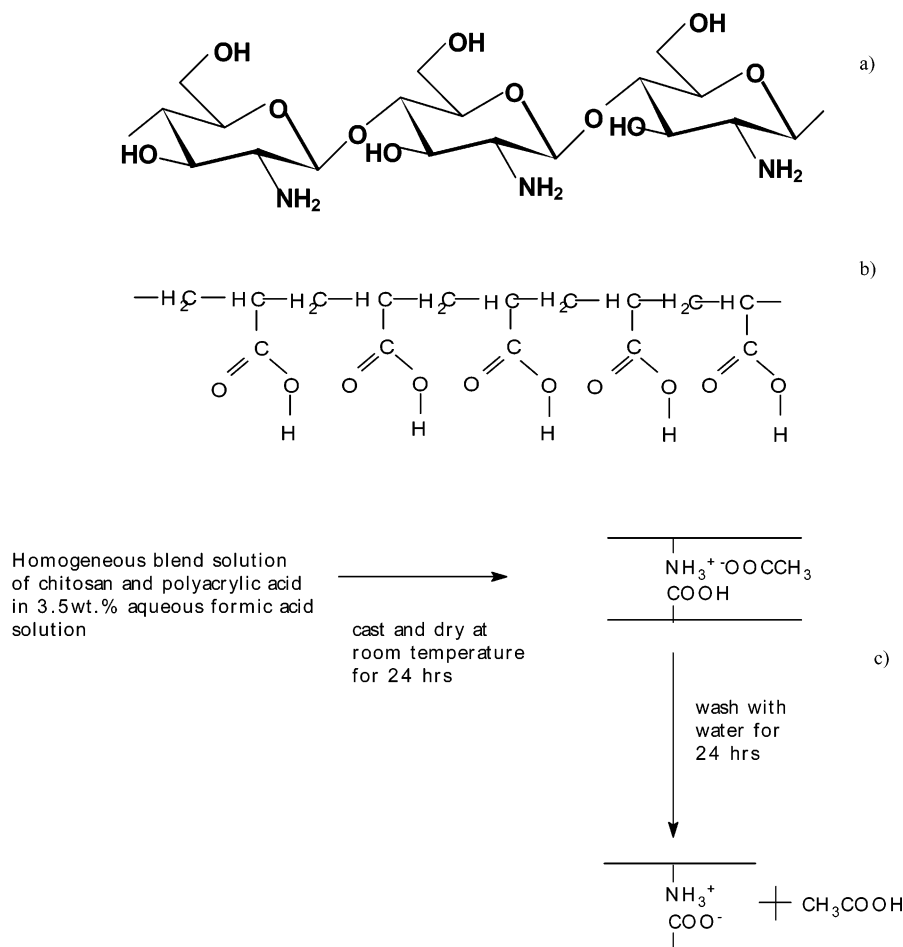 OH OH OH a)
O O O
O O
HO HO HO
NH₂ NH₂ NH₂
b)
H₂C HC H₂C HC H₂C HC H₂C HC H₂C HC
C C C C C
O O O O O O O O O O
H H H H H
Homogeneous blend solution
of chitosan and polyacrylic acid
in 3.5wt.% aqueous formic acid
solution
cast and dry at
room temperature
for 24 hrs
NH₃⁺ ⁻OOCCH₃
COOH
c)
wash with
water for
24 hrs
NH₃⁺
COO⁻
+ CH₃COOH